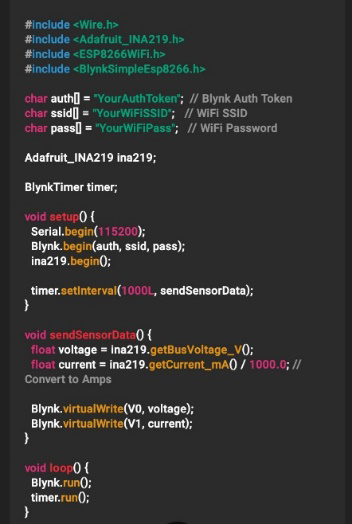 #include <Wire.h>
#include <Adafruit_INA219.h>
#include <ESP8266WiFi.h>
#include <BlynkSimpleEsp8266.h>
char auth[] = "YourAuthToken"; // Blynk Auth Token
char ssid[] = "YourWiFiSSID"; // WiFi SSID
char pass[] = "YourWiFiPass"; // WiFi Password
Adafruit_INA219 ina219;
BlynkTimer timer;
void setup() {
Serial.begin(115200);
Blynk.begin(auth, ssid, pass);
ina219.begin();
timer.setInterval(1000L, sendSensorData);
}
void sendSensorData() {
float voltage = ina219.getBusVoltage_V();
float current = ina219.getCurrent_mA() / 1000.0; //
Convert to Amps
Blynk.virtualWrite(V0, voltage);
Blynk.virtualWrite(V1, current);
}
void loop() {
Blynk.run();
timer.run();
}